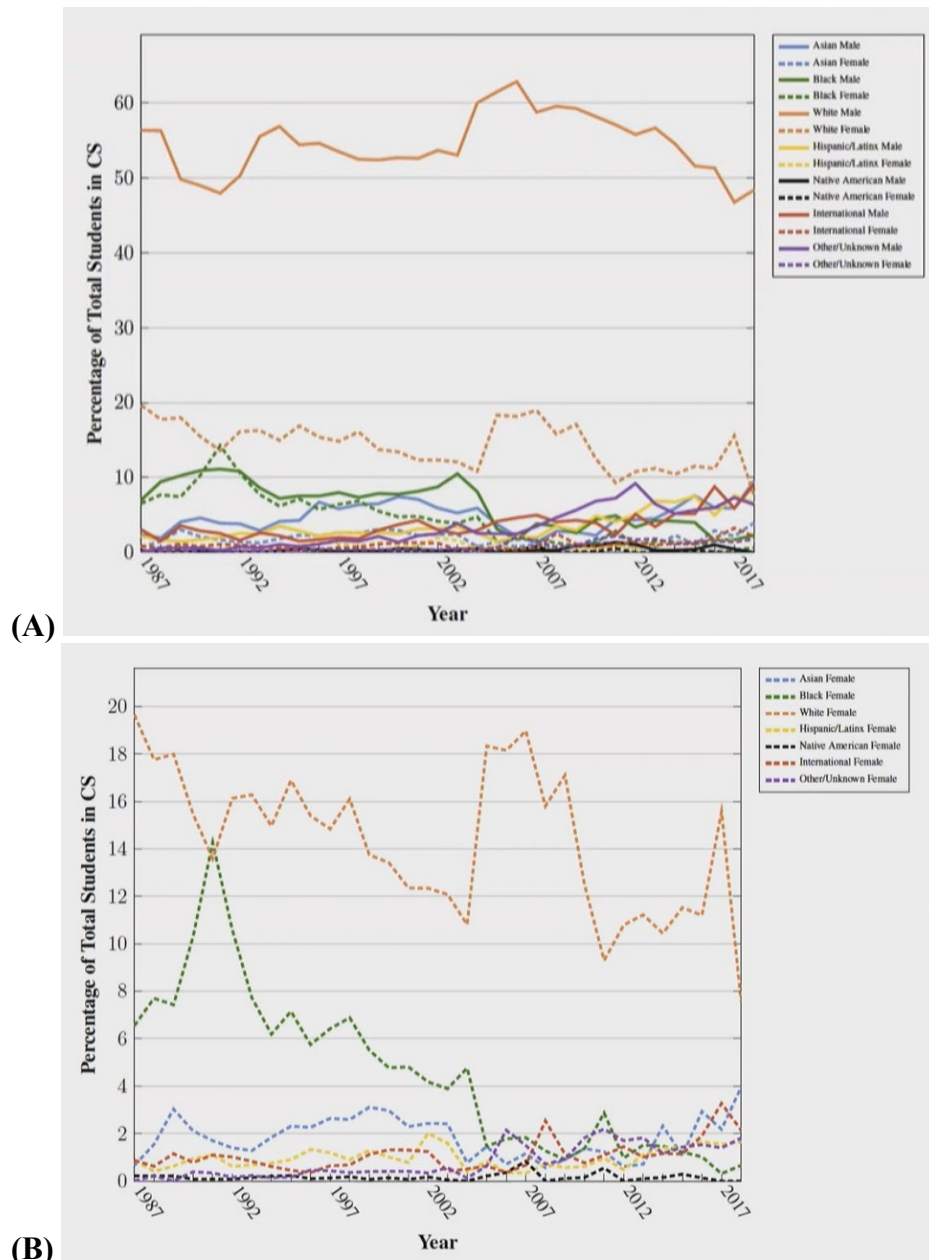 60
50
40
30
20
10
0
Percentage of Total Students in CS
1987
1992
1997
2002
2007
2012
2017
Year
Asian Male
Asian Female
Black Male
Black Female
White Male
White Female
Hispanic/Latinx Male
Hispanic/Latinx Female
Native American Male
Native American Female
International Male
International Female
Other/Unknown Male
Other/Unknown Female
(A)
20
18
16
14
12
10
8
6
4
2
0
Percentage of Total Students in CS
1987
1992
1997
2002
2007
2012
2017
Year
Asian Female
Black Female
White Female
Hispanic/Latinx Female
Native American Female
International Female
Other/Unknown Female
(B)